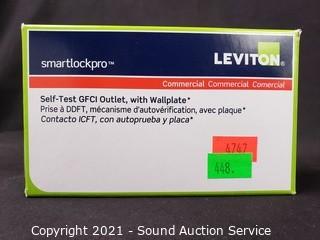 smartlockpro™
LEVITON®
Commercial Commercial Comercial
Self-Test GFCI Outlet, with Wallplate*
Prise à DDFT, mécanisme d'autovérification, avec plaque*
Contacto ICFT, con autoprueba y placa*
4747
448.
Copyright 2021 - Sound Auction Service